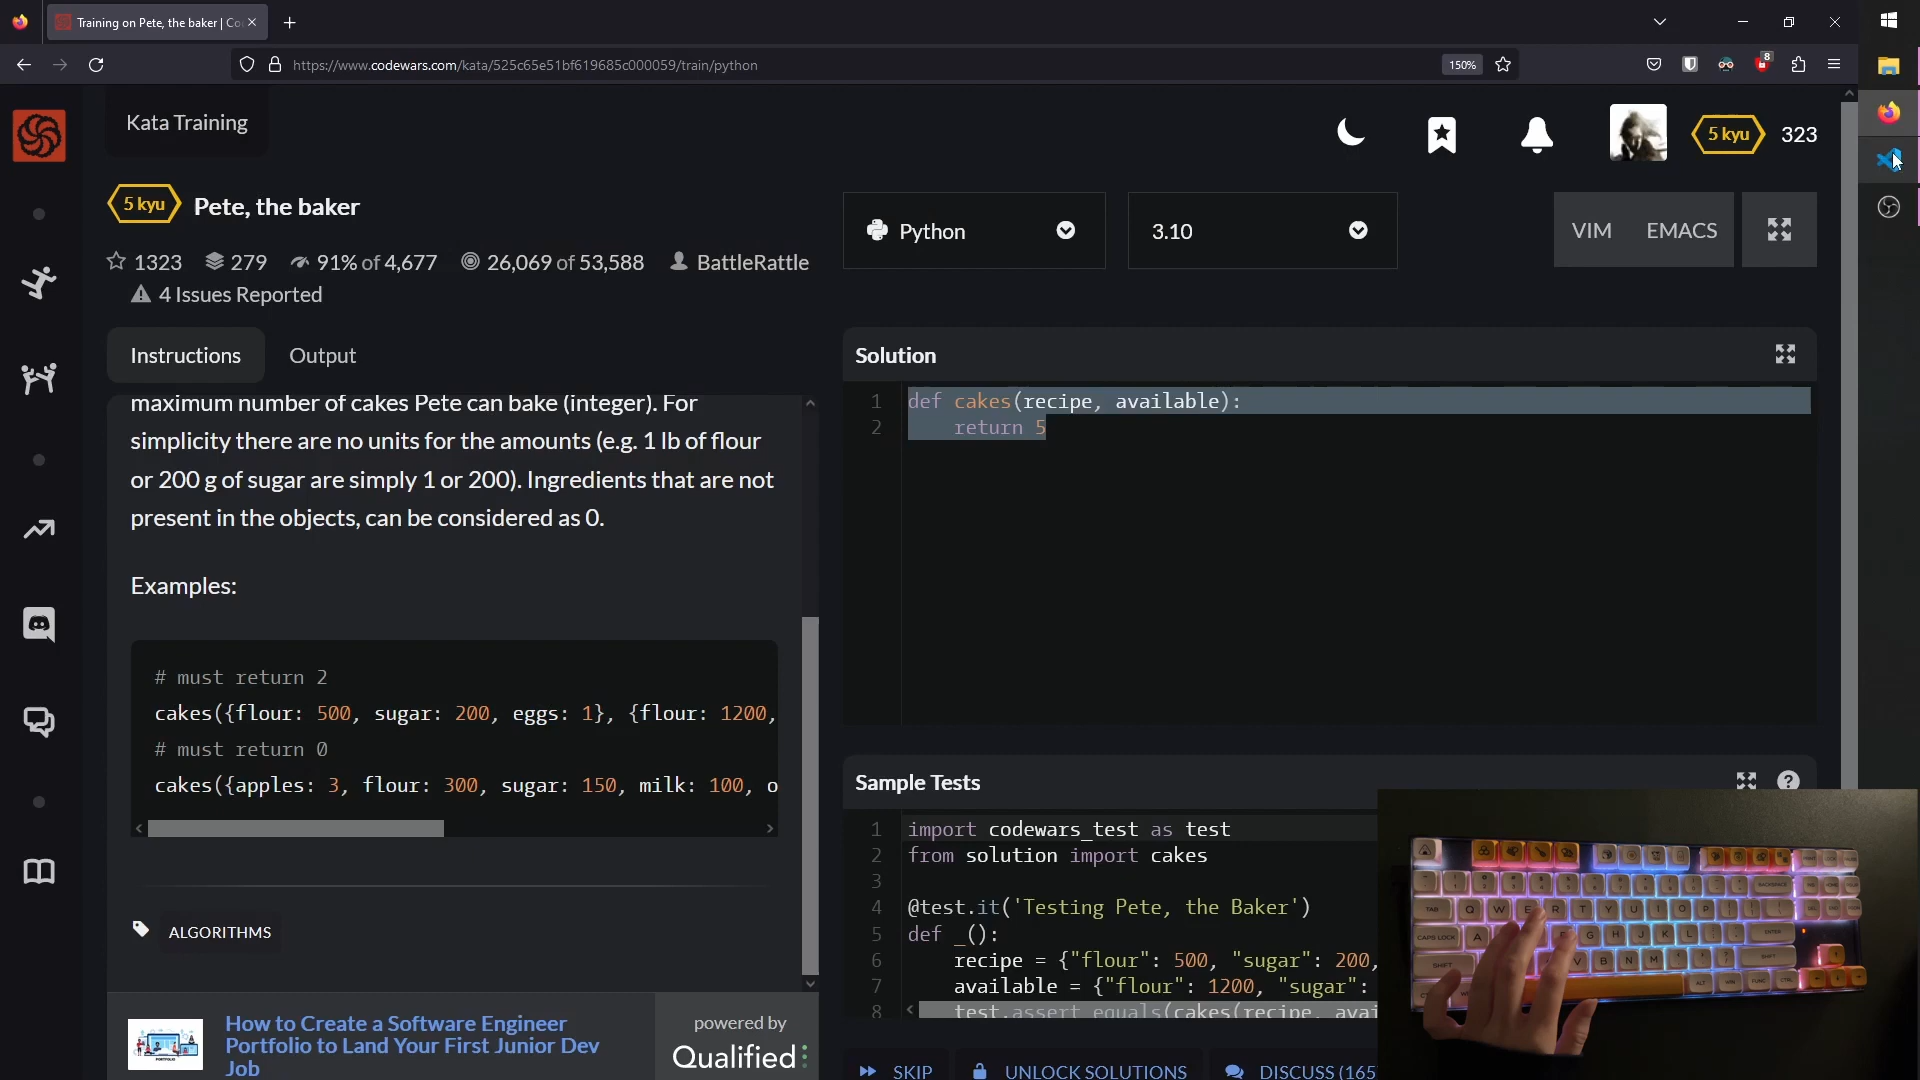 Training on Pete, the baker | Co
https://www.codewars.com/kata/525c65e51bf619685c000059/train/python
150%
8
Kata Training
5 kyu
323
5 kyu
Pete, the baker
1323
279
91% of 4,677
26,069 of 53,588
BattleRattle
4 Issues Reported
Python
3.10
VIM
EMACS
Instructions
Output
maximum number of cakes Pete can bake (integer). For
simplicity there are no units for the amounts (e.g. 1 lb of flour
or 200 g of sugar are simply 1 or 200). Ingredients that are not
present in the objects, can be considered as 0.
Examples:
# must return 2
cakes({flour: 500, sugar: 200, eggs: 1}, {flour: 1200,
# must return 0
cakes({apples: 3, flour: 300, sugar: 150, milk: 100, o
ALGORITHMS
How to Create a Software Engineer
Portfolio to Land Your First Junior Dev
Job
powered by
Qualified
Solution
1 def cakes(recipe, available):
2 return 5
Sample Tests
1 import codewars_test as test
2 from solution import cakes
3
4 @test.it('Testing Pete, the Baker')
5 def _():
6 recipe = {"flour": 500, "sugar": 200,
7 available = {"flour": 1200, "sugar":
8 test.assert_equals(cakes(recipe, avai
SKIP
UNLOCK SOLUTIONS
DISCUSS (165